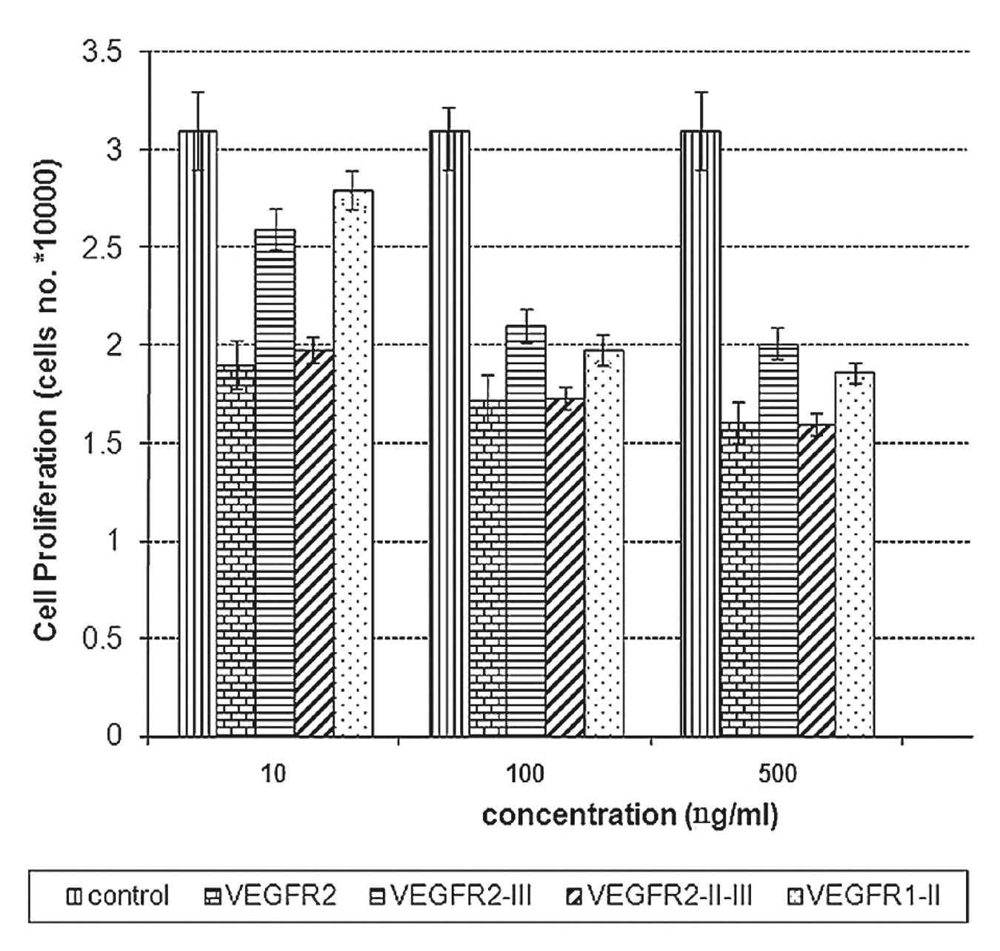 3.5
3
2.5
2
1.5
1
0.5
0
Cell Proliferation (cells no. *10000)
10 100 500
concentration (ng/ml)
control VEGFR2 VEGFR2-III VEGFR2-II-III VEGFR1-II